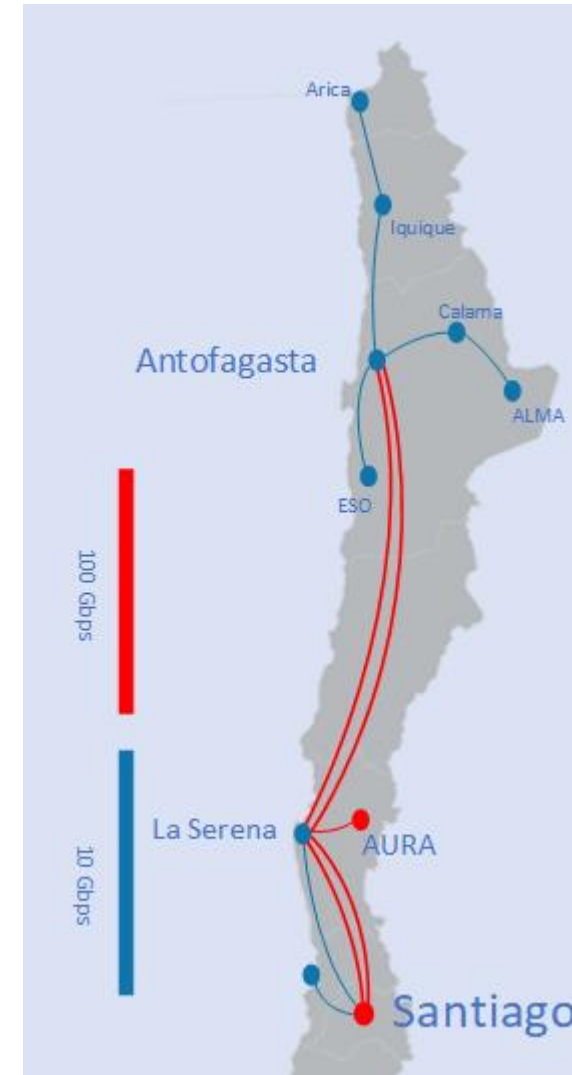 Arica
Iquique
Calama
Antofagasta
ALMA
ESO
100 Gbps
La Serena
AURA
10 Gbps
Santiago